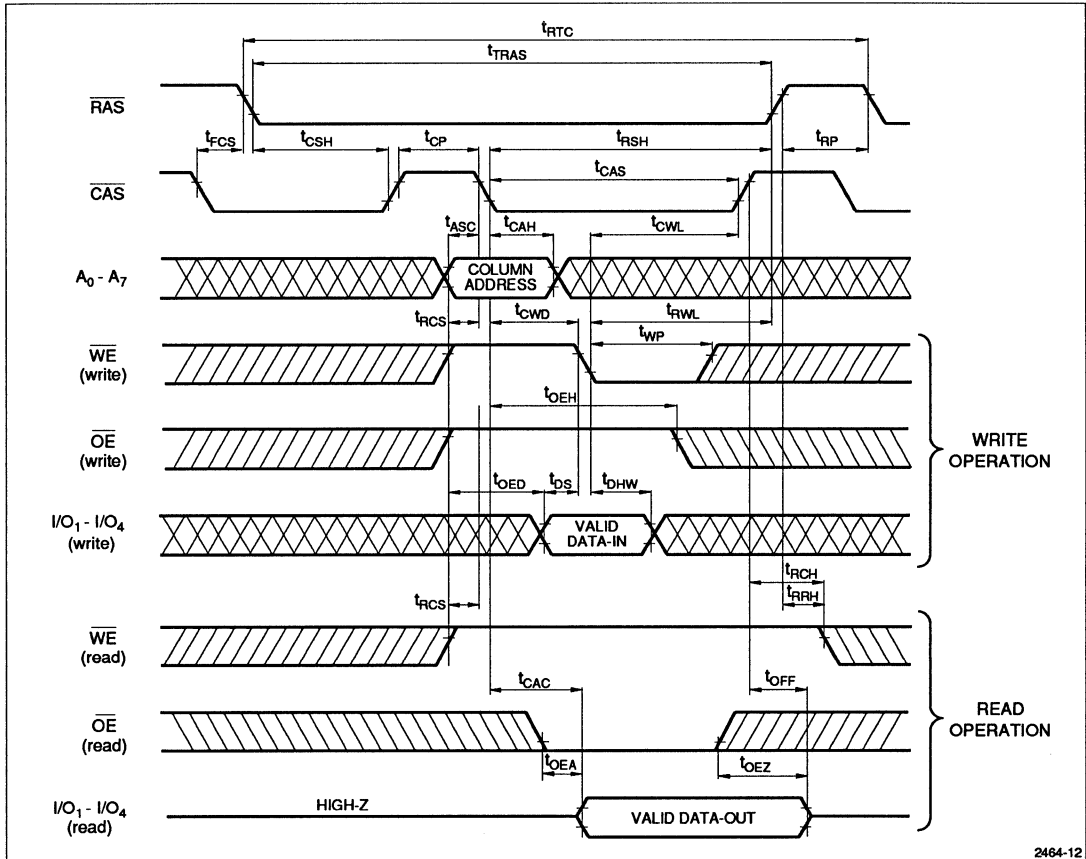 tRTC
tTRAS
RAS
tFCS
tCSH
tCP
tRSH
tRP
CAS
tCAS
tASC
tCAH
tCWL
A0 - A7
COLUMN
ADDRESS
tRCS
tCWD
tRWL
tWP
WE
(write)
tOEH
OE
(write)
WRITE
OPERATION
tOED
tDS
tDHW
I/O1 - I/O4
(write)
VALID
DATA-IN
tRCH
tRRH
tRCS
WE
(read)
tCAC
tOFF
OE
(read)
READ
OPERATION
tOEA
tOEZ
I/O1 - I/O4
(read)
HIGH-Z
VALID DATA-OUT
2464-12